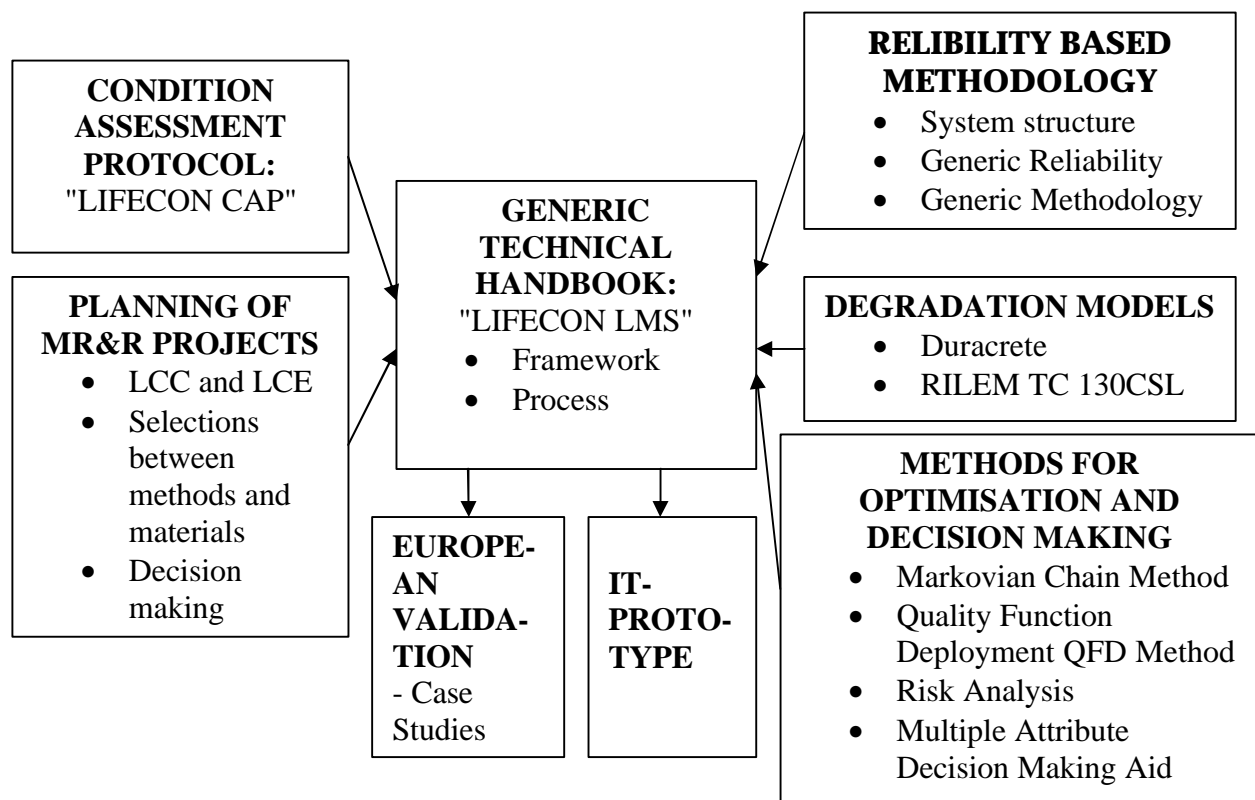 CONDITION
ASSESSMENT
PROTOCOL:
"LIFECON CAP"
PLANNING OF
MR&R PROJECTS
• LCC and LCE
• Selections
between
methods and
materials
• Decision
making
GENERIC
TECHNICAL
HANDBOOK:
"LIFECON LMS"
• Framework
• Process
EUROPE-
AN
VALIDA-
TION
- Case
Studies
IT-
PROTO-
TYPE
RELIBILITY BASED
METHODOLOGY
• System structure
• Generic Reliability
• Generic Methodology
DEGRADATION MODELS
• Duracrete
• RILEM TC 130CSL
METHODS FOR
OPTIMISATION AND
DECISION MAKING
• Markovian Chain Method
• Quality Function
Deployment QFD Method
• Risk Analysis
• Multiple Attribute
Decision Making Aid